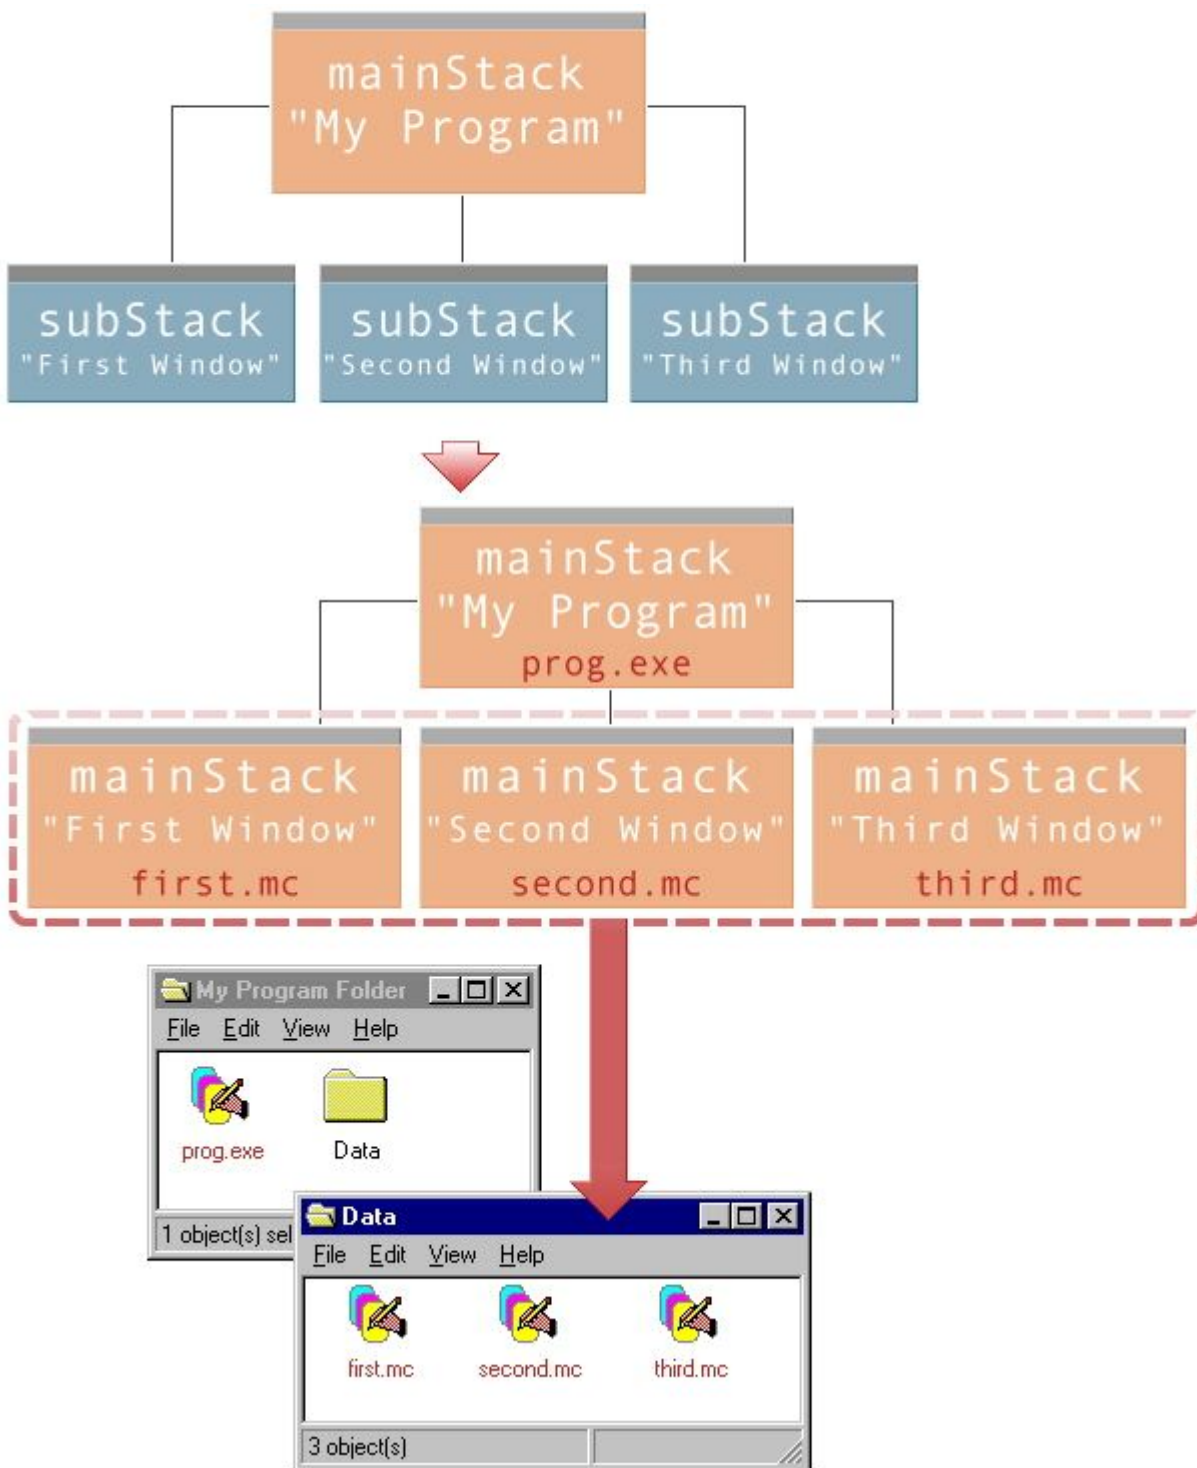 mainStack
"My Program"
subStack
"First Window"
subStack
"Second Window"
subStack
"Third Window"
mainStack
"My Program"
prog.exe
mainStack
"First Window"
first.mc
mainStack
"Second Window"
second.mc
mainStack
"Third Window"
third.mc
My Program Folder
File Edit View Help
prog.exe Data
1 object(s) sel
Data
File Edit View Help
first.mc second.mc third.mc
3 object(s)